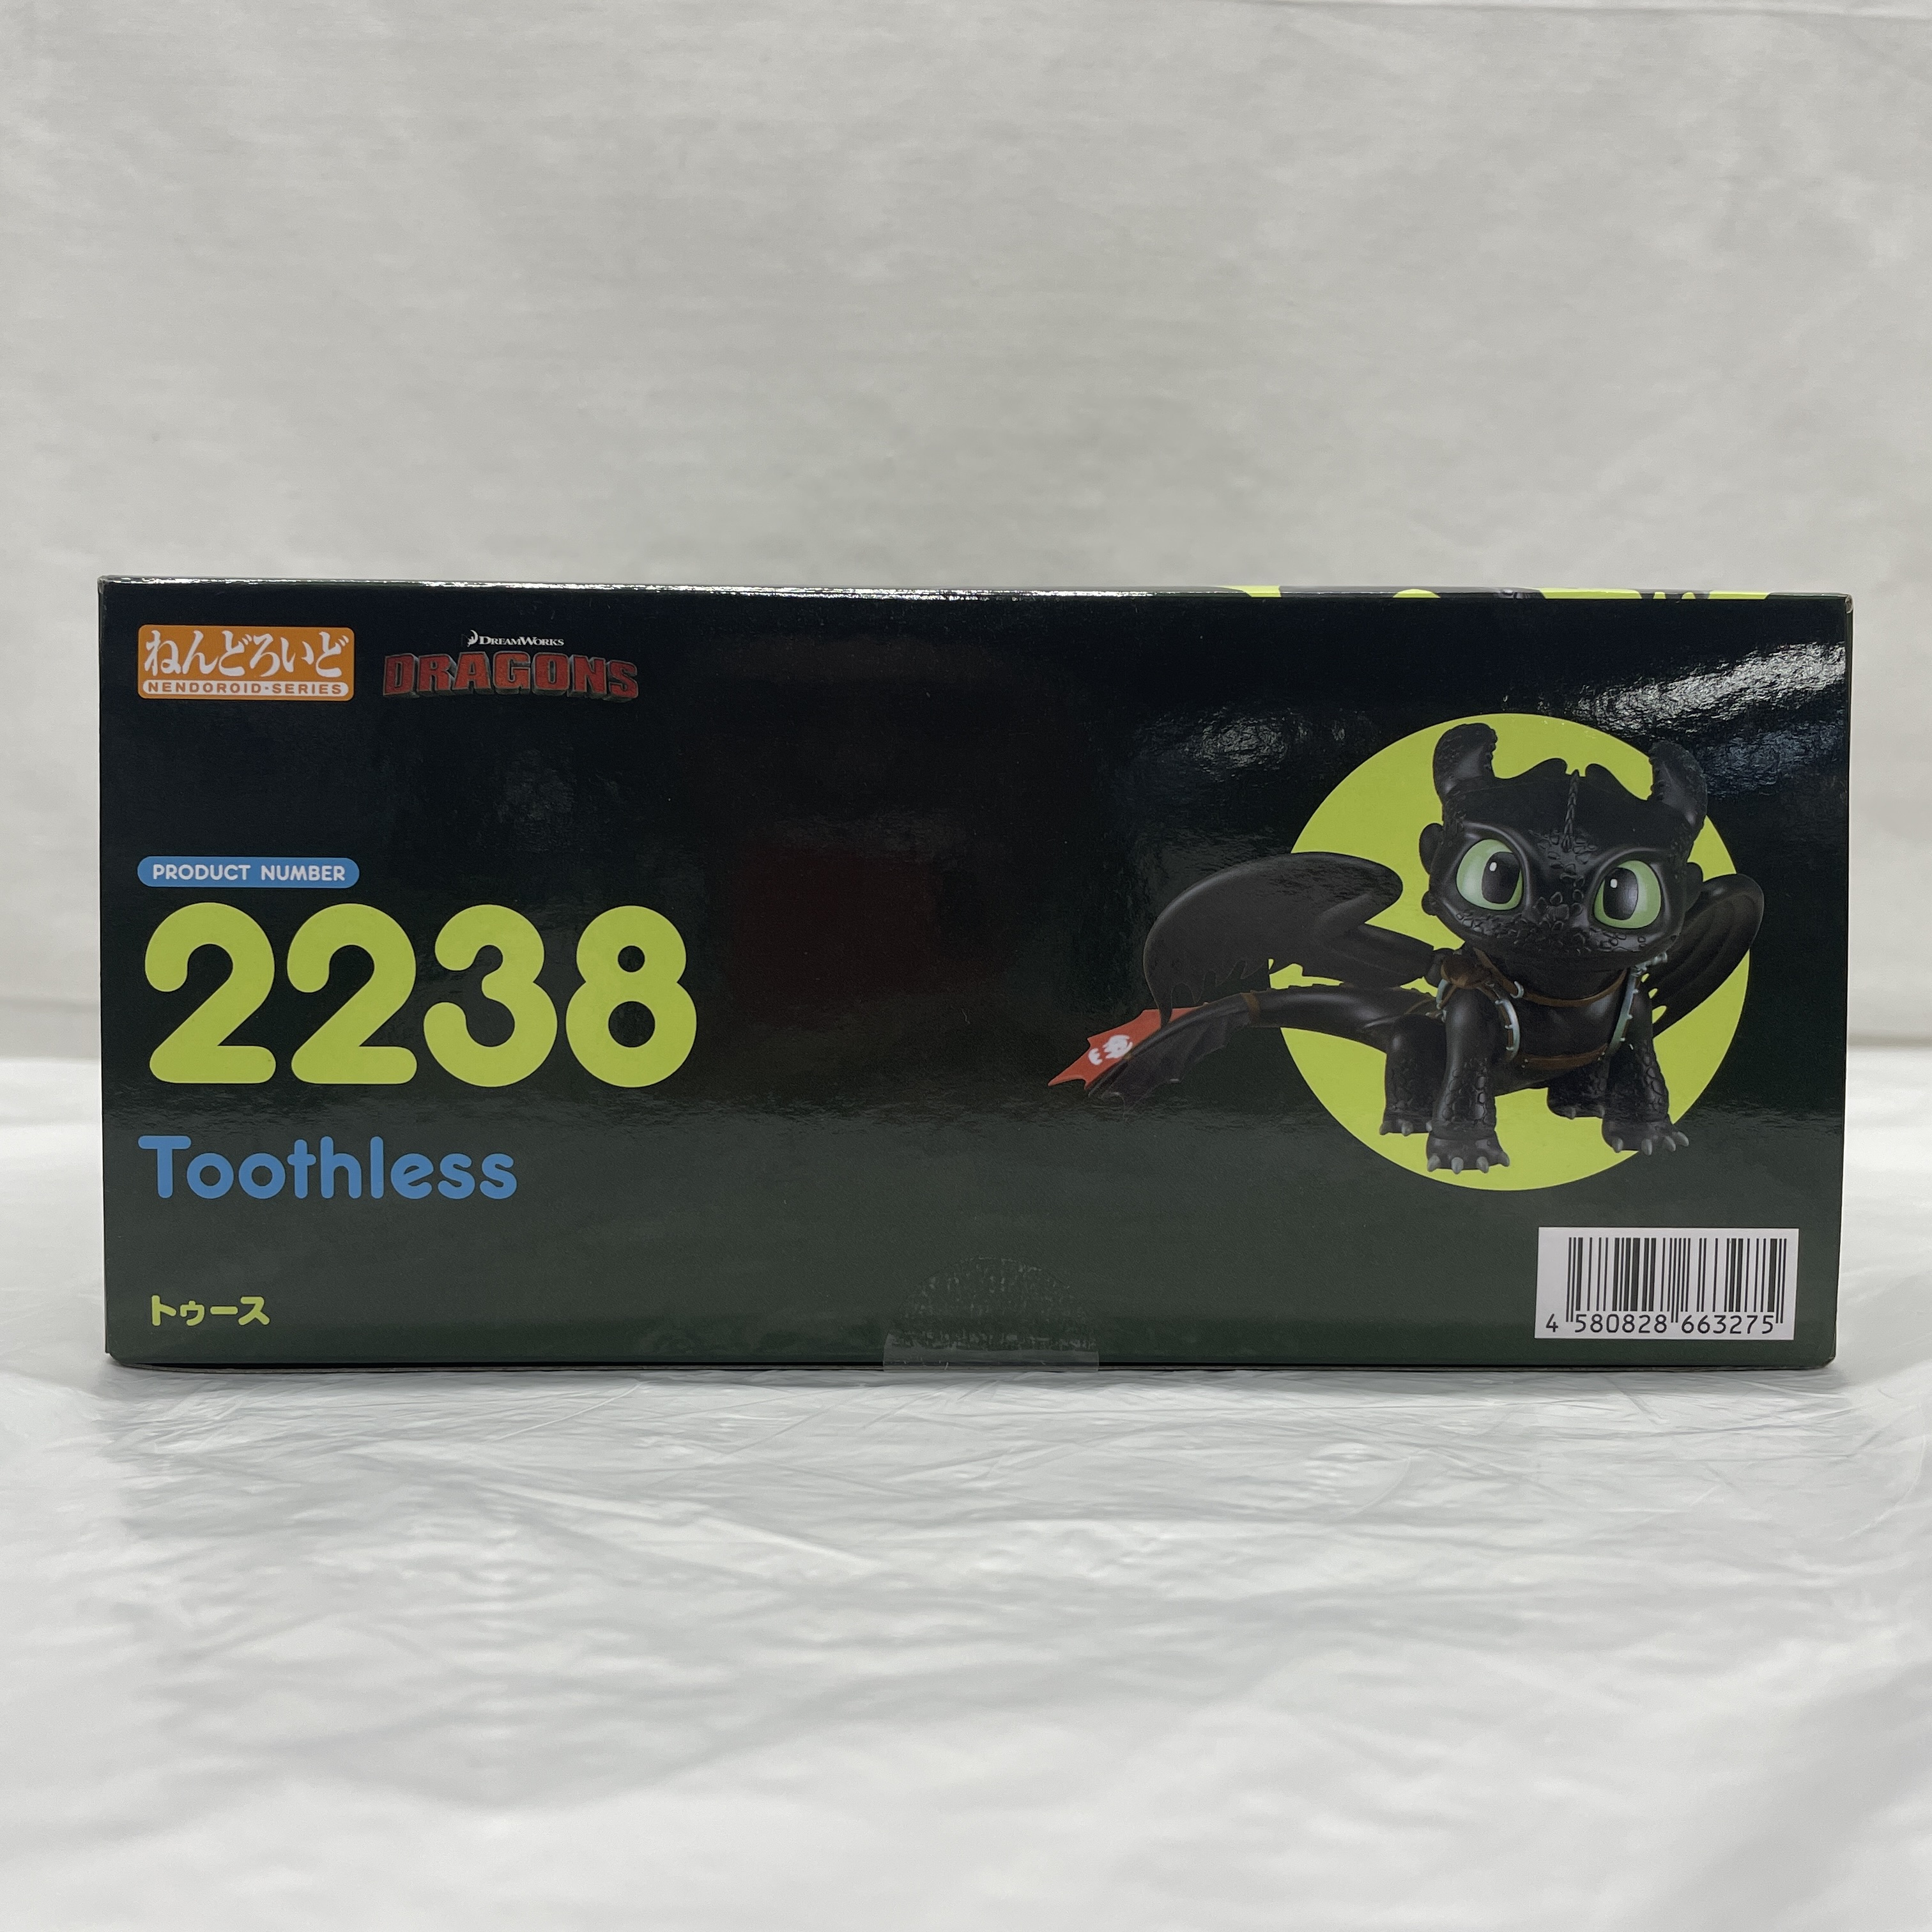 ねんどろいど
NENDOROID·SERIES
DREAMWORKS
DRAGONS
PRODUCT NUMBER
2238
Toothless
トゥース
4 580828 663275